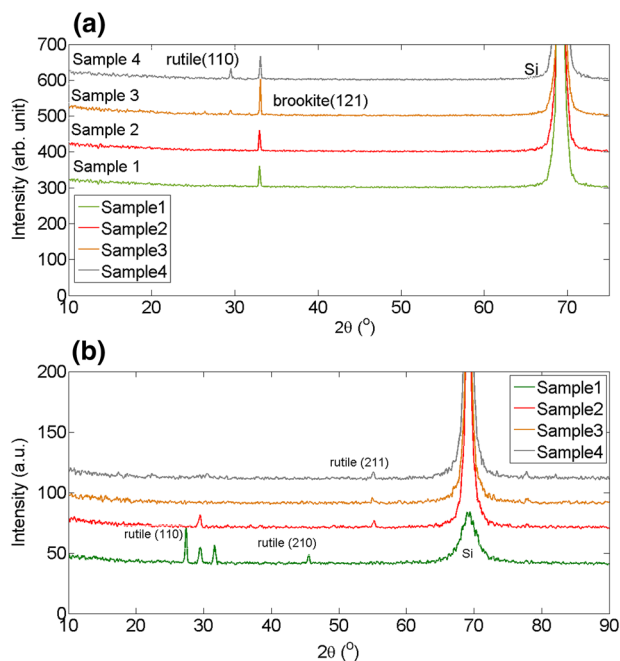 (a)
700
600
500
400
300
200
100
0
Intensity (arb. unit)
Sample 4
rutile(110)
Si
Sample 3
brookite(121)
Sample 2
Sample 1
Sample1
Sample2
Sample3
Sample4
10 20 30 40 50 60 70
2θ (o)
(b)
200
150
100
50
0
Intensity (a.u.)
Sample1
Sample2
Sample3
Sample4
rutile (211)
rutile (110)
rutile (210)
Si
10 20 30 40 50 60 70 80 90
2θ (o)